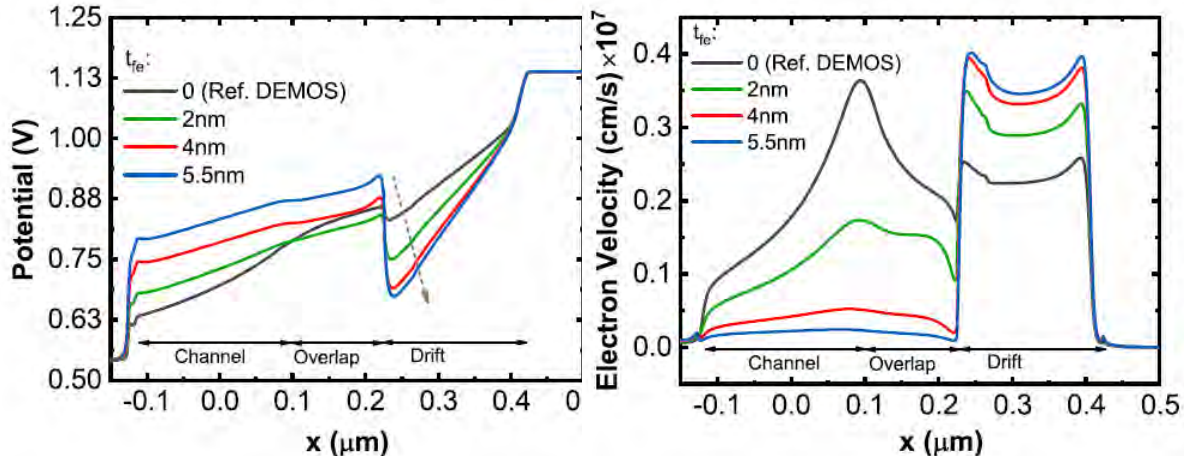 1.25
1.13
1.00
0.88
0.75
0.63
0.50
Potential (V)
t_fe:
0 (Ref. DEMOS)
2nm
4nm
5.5nm
Channel
Overlap
Drift
-0.1 0.0 0.1 0.2 0.3 0.4 0
x (μm)
0.4
0.3
0.2
0.1
0.0
Electron Velocity (cm/s) ×10^7
t_fe:
0 (Ref. DEMOS)
2nm
4nm
5.5nm
Channel
Overlap
Drift
-0.1 0.0 0.1 0.2 0.3 0.4 0.5
x (μm)